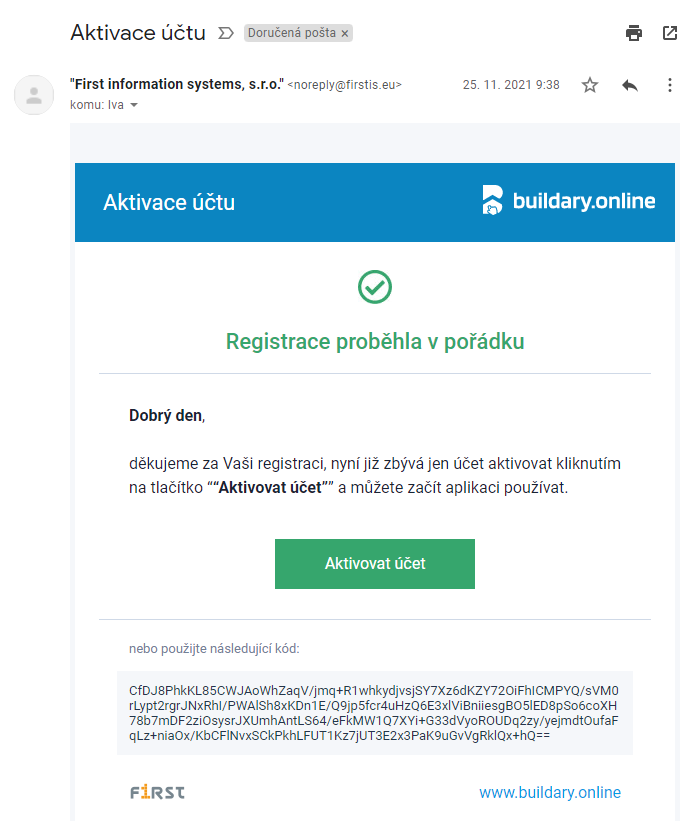 Aktivace účtu
Doručená pošta ×
"First information systems, s.r.o." <noreply@firstis.eu>
25. 11. 2021 9:38
komu: Iva
Aktivace účtu
buildary.online
Registrace proběhla v pořádku
Dobrý den,
děkujeme za Vaši registraci, nyní již zbývá jen účet aktivovat kliknutím
na tlačítko "“Aktivovat účet”" a můžete začít aplikaci používat.
Aktivovat účet
nebo použijte následující kód:
CfDJ8PhkKL85CWJAoWhZaqV/jmq+R1whkydjvsjSY7Xz6dKZY72OiFhICMPYQ/sVM0
rLypt2rgrJNxRhI/PWAlSh8xKDn1E/Q9jp5fcr4uHzQ6E3xlViBniiesgBO5lED8pSo6coXH
78b7mDF2ziOsysrJXUmhAntLS64/eFkMW1Q7XYi+G33dVyoROUDq2zy/yejmdtOufaF
qLz+niaOx/KbCFlNvxSCkPkhLFUT1Kz7jUT3E2x3PaK9uGvVgRklQx+hQ==
FiRST
www.buildary.online